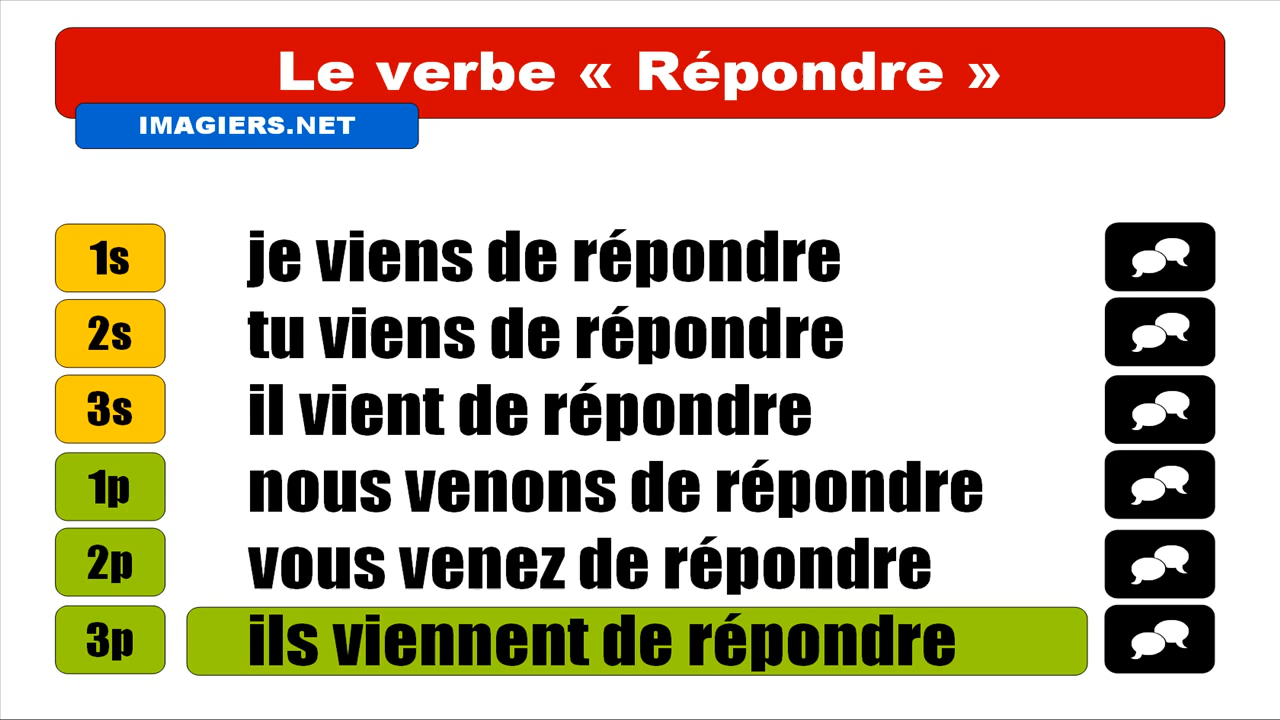 Le verbe « Répondre »
IMAGIERS.NET
1s je viens de répondre
2s tu viens de répondre
3s il vient de répondre
1p nous venons de répondre
2p vous venez de répondre
3p ils viennent de répondre